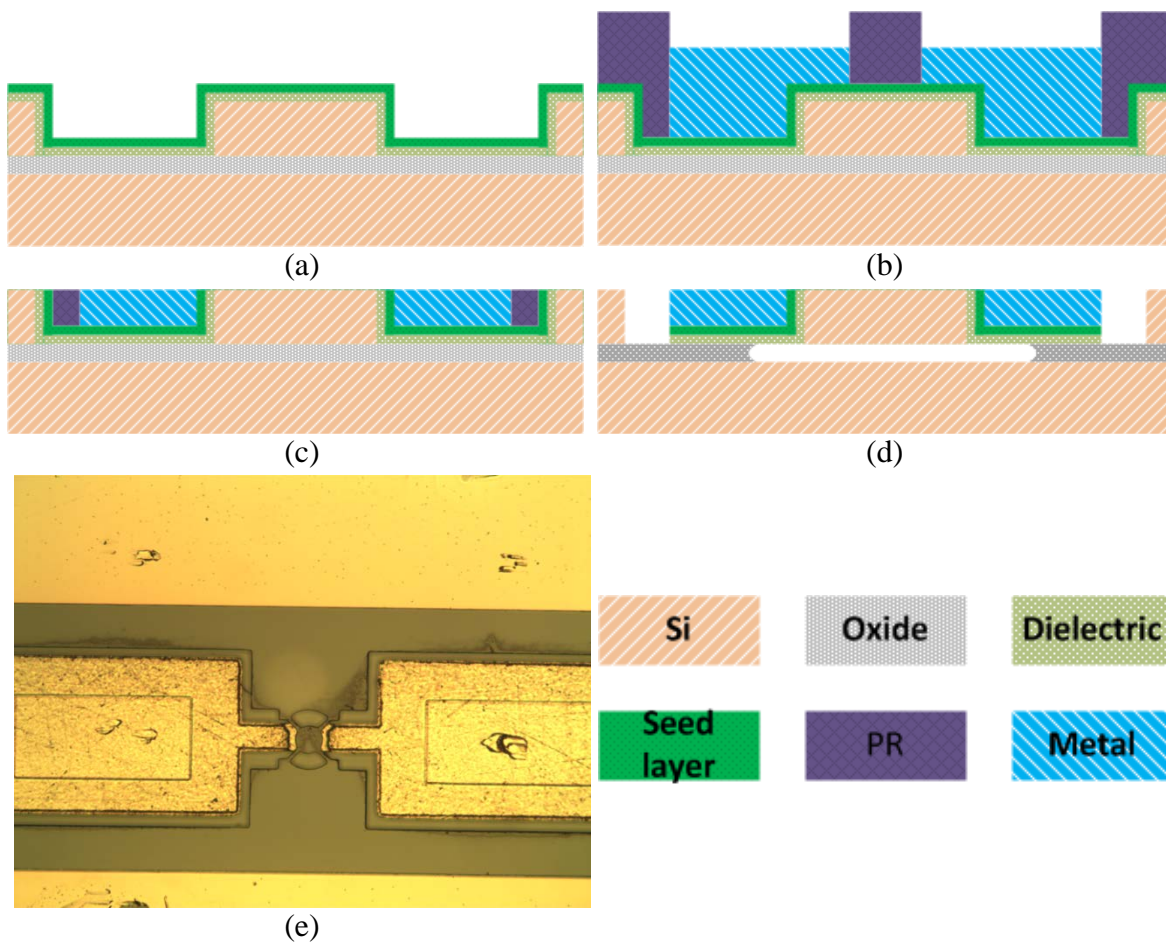 (a)
(b)
(c)
(d)
Si
Oxide
Dielectric
Seed
layer
PR
Metal
(e)